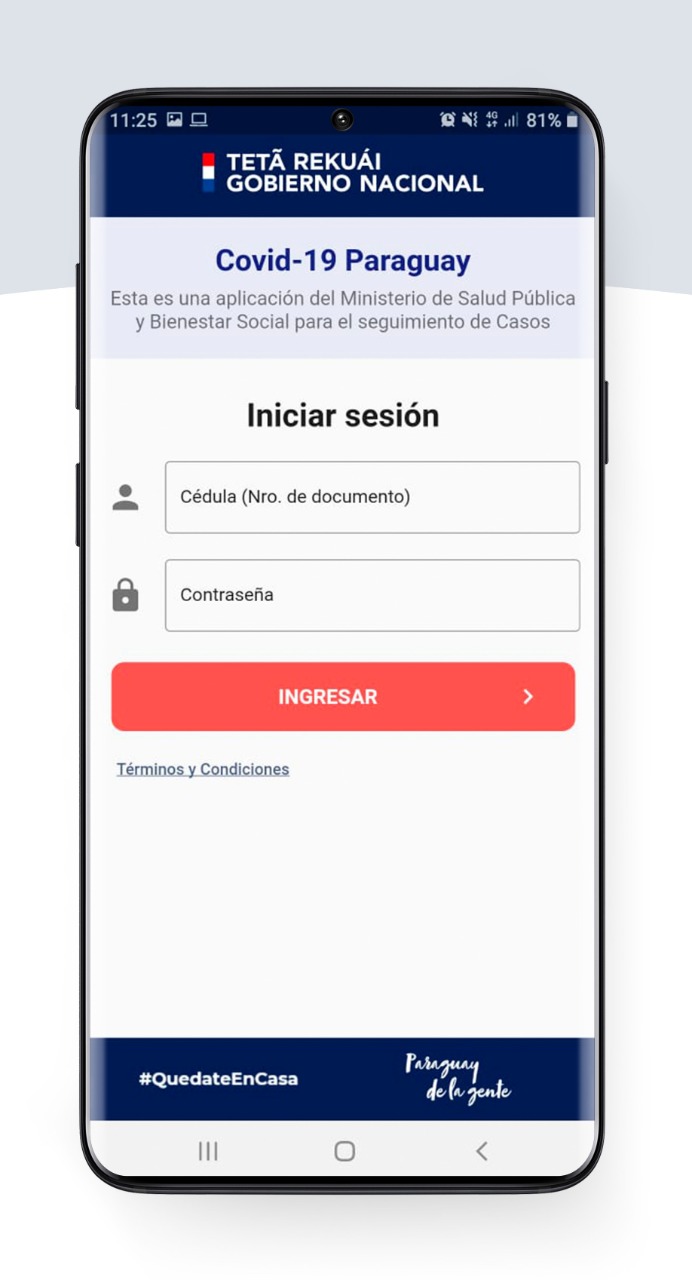 11:25 4G 81%
TETÃ REKUÁI
GOBIERNO NACIONAL
Covid-19 Paraguay
Esta es una aplicación del Ministerio de Salud Pública
y Bienestar Social para el seguimiento de Casos
Iniciar sesión
Cédula (Nro. de documento)
Contraseña
INGRESAR
Términos y Condiciones
#QuedateEnCasa
Paraguay
de la gente